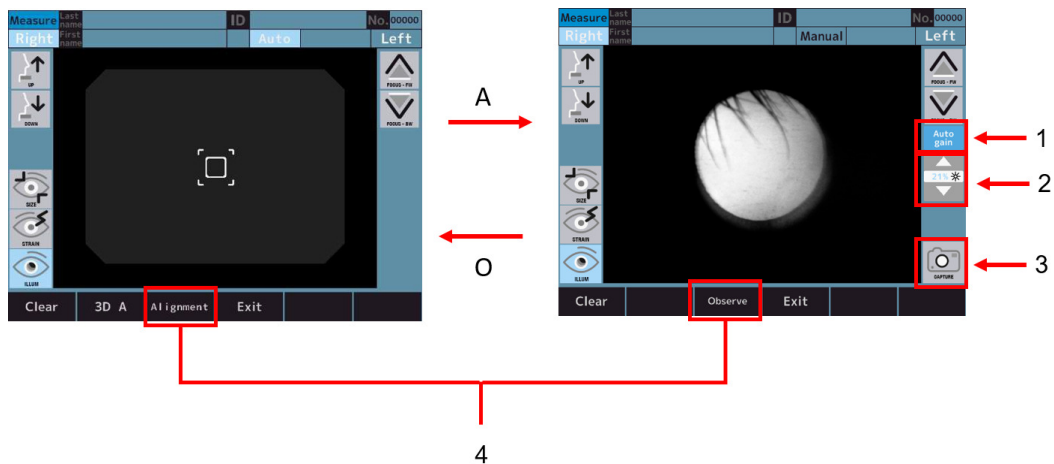 Measure Last name ID No. 00000
Right First name Auto Left
UP
FOCUS - FW
DOWN
FOCUS - BW
SIZE
STRAIN
ILLUM
Clear 3D A Alignment Exit
A
O
Measure Last name ID No. 00000
Right First name Manual Left
UP
FOCUS - FW
DOWN
Auto
gain
1
21%
2
SIZE
STRAIN
ILLUM
CAPTURE
3
Clear Observe Exit
4